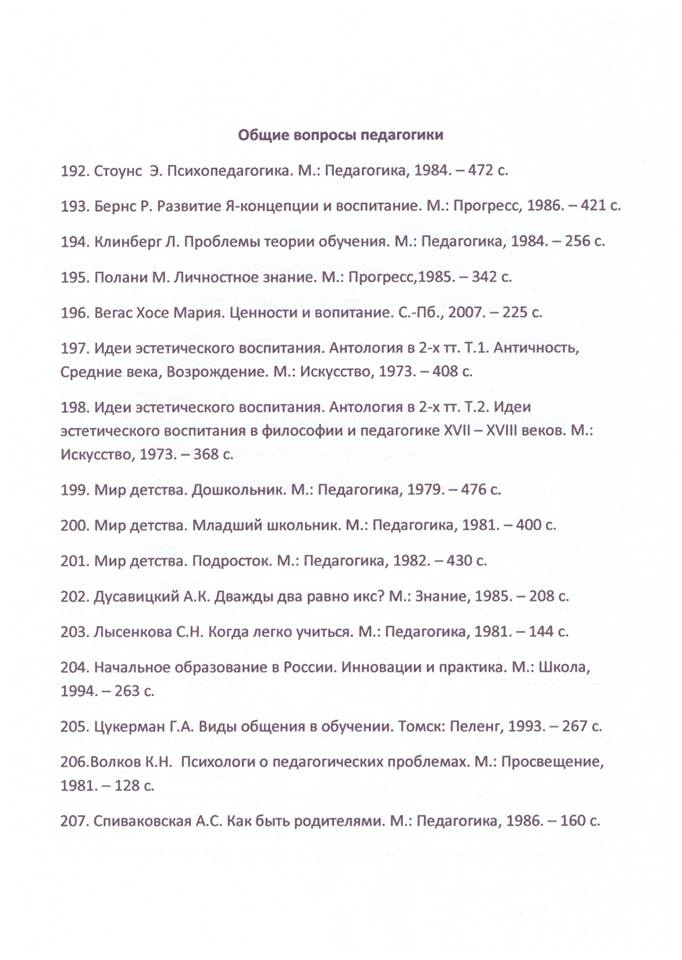 Общие вопросы педагогики
192. Стоунс  Э. Психопедагогика. М.: Педагогика, 1984. – 472 с.
193. Бернс Р. Развитие Я-концепции и воспитание. М.: Прогресс, 1986. – 421 с.
194. Клинберг Л. Проблемы теории обучения. М.: Педагогика, 1984. – 256 с.
195. Полани М. Личностное знание. М.: Прогресс,1985. – 342 с.
196. Вегас Хосе Мария. Ценности и вопитание. С.-Пб., 2007. – 225 с.
197. Идеи эстетического воспитания. Антология в 2-х тт. Т.1. Античность,
Средние века, Возрождение. М.: Искусство, 1973. – 408 с.
198. Идеи эстетического воспитания. Антология в 2-х тт. Т.2. Идеи
эстетического воспитания в философии и педагогике XVII – XVIII веков. М.:
Искусство, 1973. – 368 с.
199. Мир детства. Дошкольник. М.: Педагогика, 1979. – 476 с.
200. Мир детства. Младший школьник. М.: Педагогика, 1981. – 400 с.
201. Мир детства. Подросток. М.: Педагогика, 1982. – 430 с.
202. Дусавицкий А.К. Дважды два равно икс? М.: Знание, 1985. – 208 с.
203. Лысенкова С.Н. Когда легко учиться. М.: Педагогика, 1981. – 144 с.
204. Начальное образование в России. Инновации и практика. М.: Школа,
1994. – 263 с.
205. Цукерман Г.А. Виды общения в обучении. Томск: Пеленг, 1993. – 267 с.
206.Волков К.Н.  Психологи о педагогических проблемах. М.: Просвещение,
1981. – 128 с.
207. Спиваковская А.С. Как быть родителями. М.: Педагогика, 1986. – 160 с.